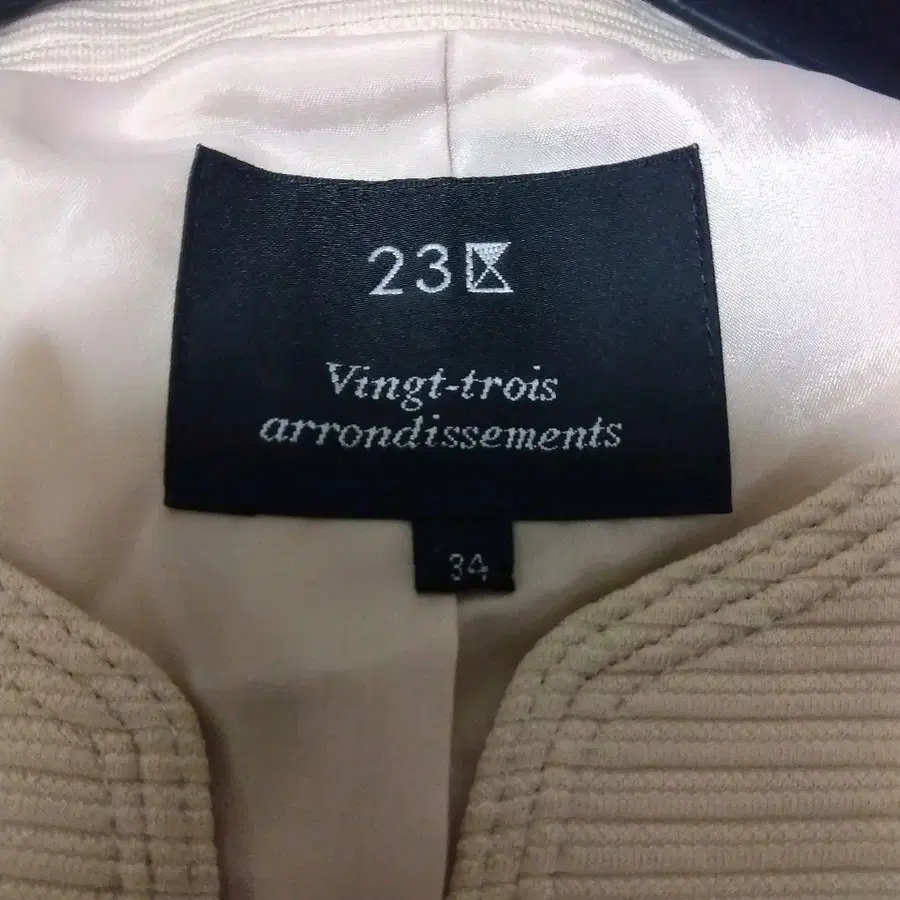 23区
Vingt-trois
arrondissements
34